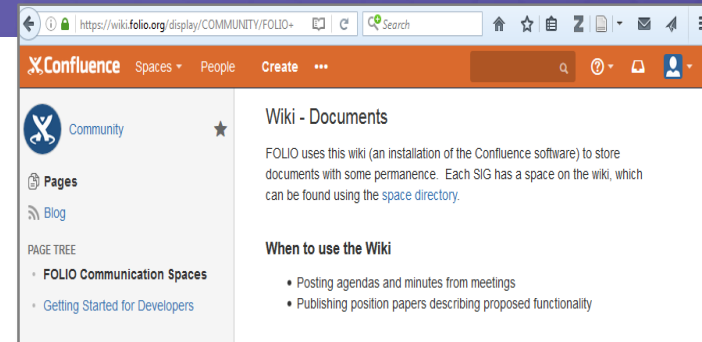 https://wiki.folio.org/display/COMMUNITY/FOLIO+
Search
Confluence Spaces People Create •••
Community
Pages
Blog
PAGE TREE
• FOLIO Communication Spaces
• Getting Started for Developers
Wiki - Documents
FOLIO uses this wiki (an installation of the Confluence software) to store
documents with some permanence. Each SIG has a space on the wiki, which
can be found using the space directory.
When to use the Wiki
• Posting agendas and minutes from meetings
• Publishing position papers describing proposed functionality